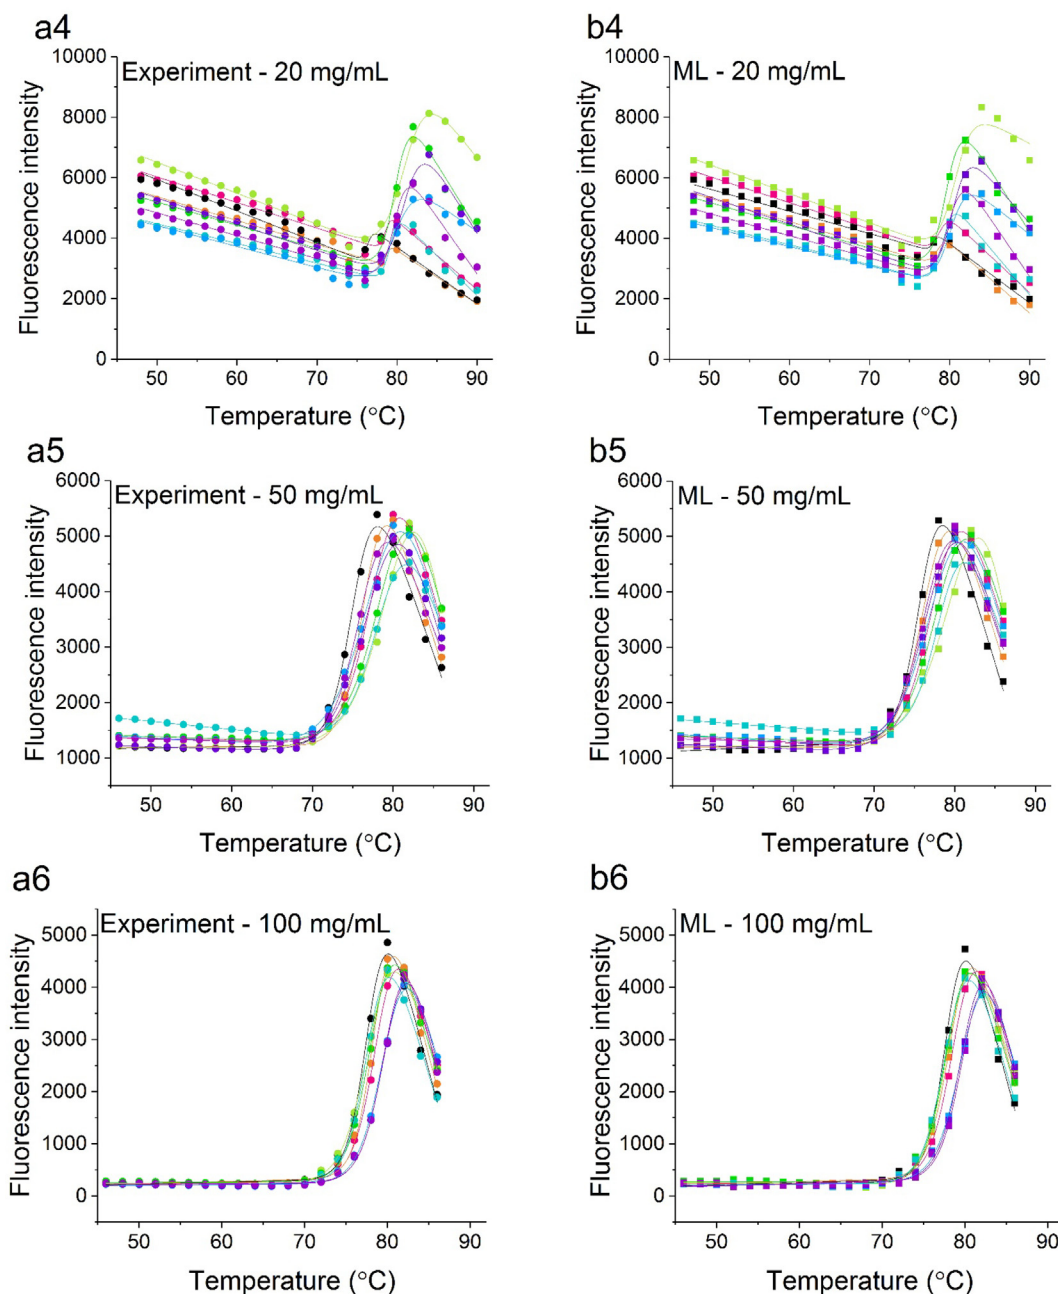 a4
Experiment - 20 mg/mL
Fluorescence intensity
10000
8000
6000
4000
2000
0
50 60 70 80 90
Temperature (°C)
b4
ML - 20 mg/mL
Fluorescence intensity
10000
8000
6000
4000
2000
0
50 60 70 80 90
Temperature (°C)
a5
Experiment - 50 mg/mL
Fluorescence intensity
6000
5000
4000
3000
2000
1000
50 60 70 80 90
Temperature (°C)
b5
ML - 50 mg/mL
Fluorescence intensity
6000
5000
4000
3000
2000
1000
50 60 70 80 90
Temperature (°C)
a6
Experiment - 100 mg/mL
Fluorescence intensity
5000
4000
3000
2000
1000
0
50 60 70 80 90
Temperature (°C)
b6
ML - 100 mg/mL
Fluorescence intensity
5000
4000
3000
2000
1000
0
50 60 70 80 90
Temperature (°C)